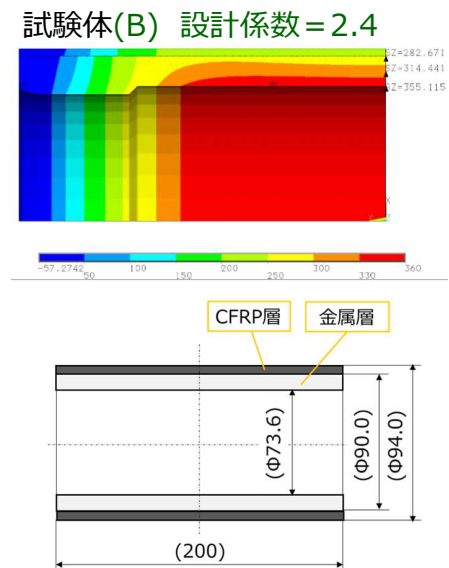 試験体(B) 設計係数＝2.4
SZ=282.671
SZ=314.441
SZ=355.115
X
Z
-57.2742
50
100
150
200
250
300
330
360
CFRP層
金属層
(Φ73.6)
(Φ90.0)
(Φ94.0)
(200)